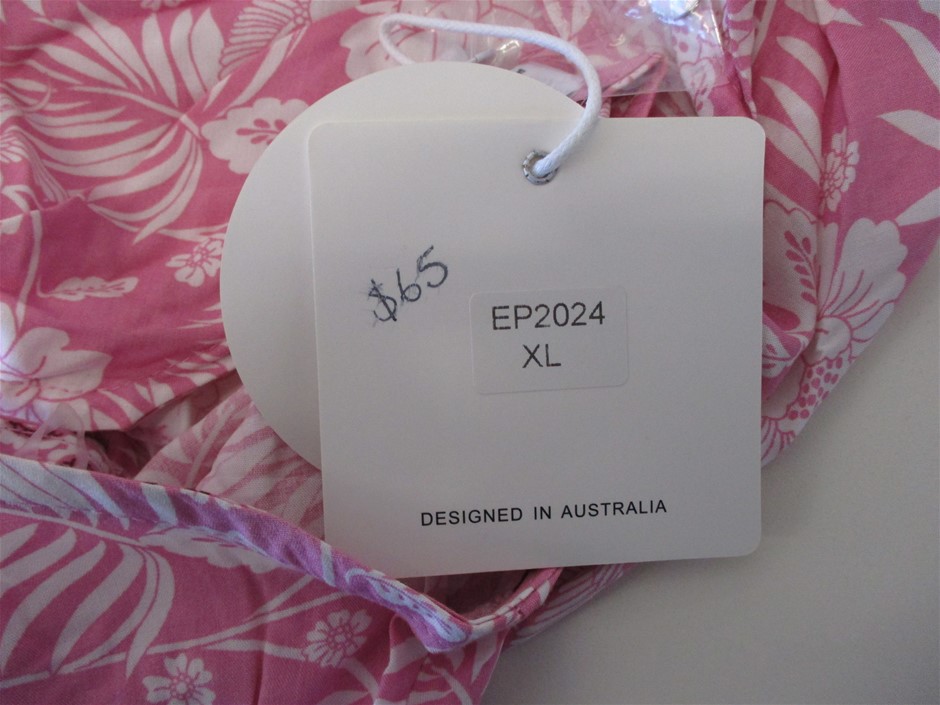 $65
EP2024
XL
DESIGNED IN AUSTRALIA